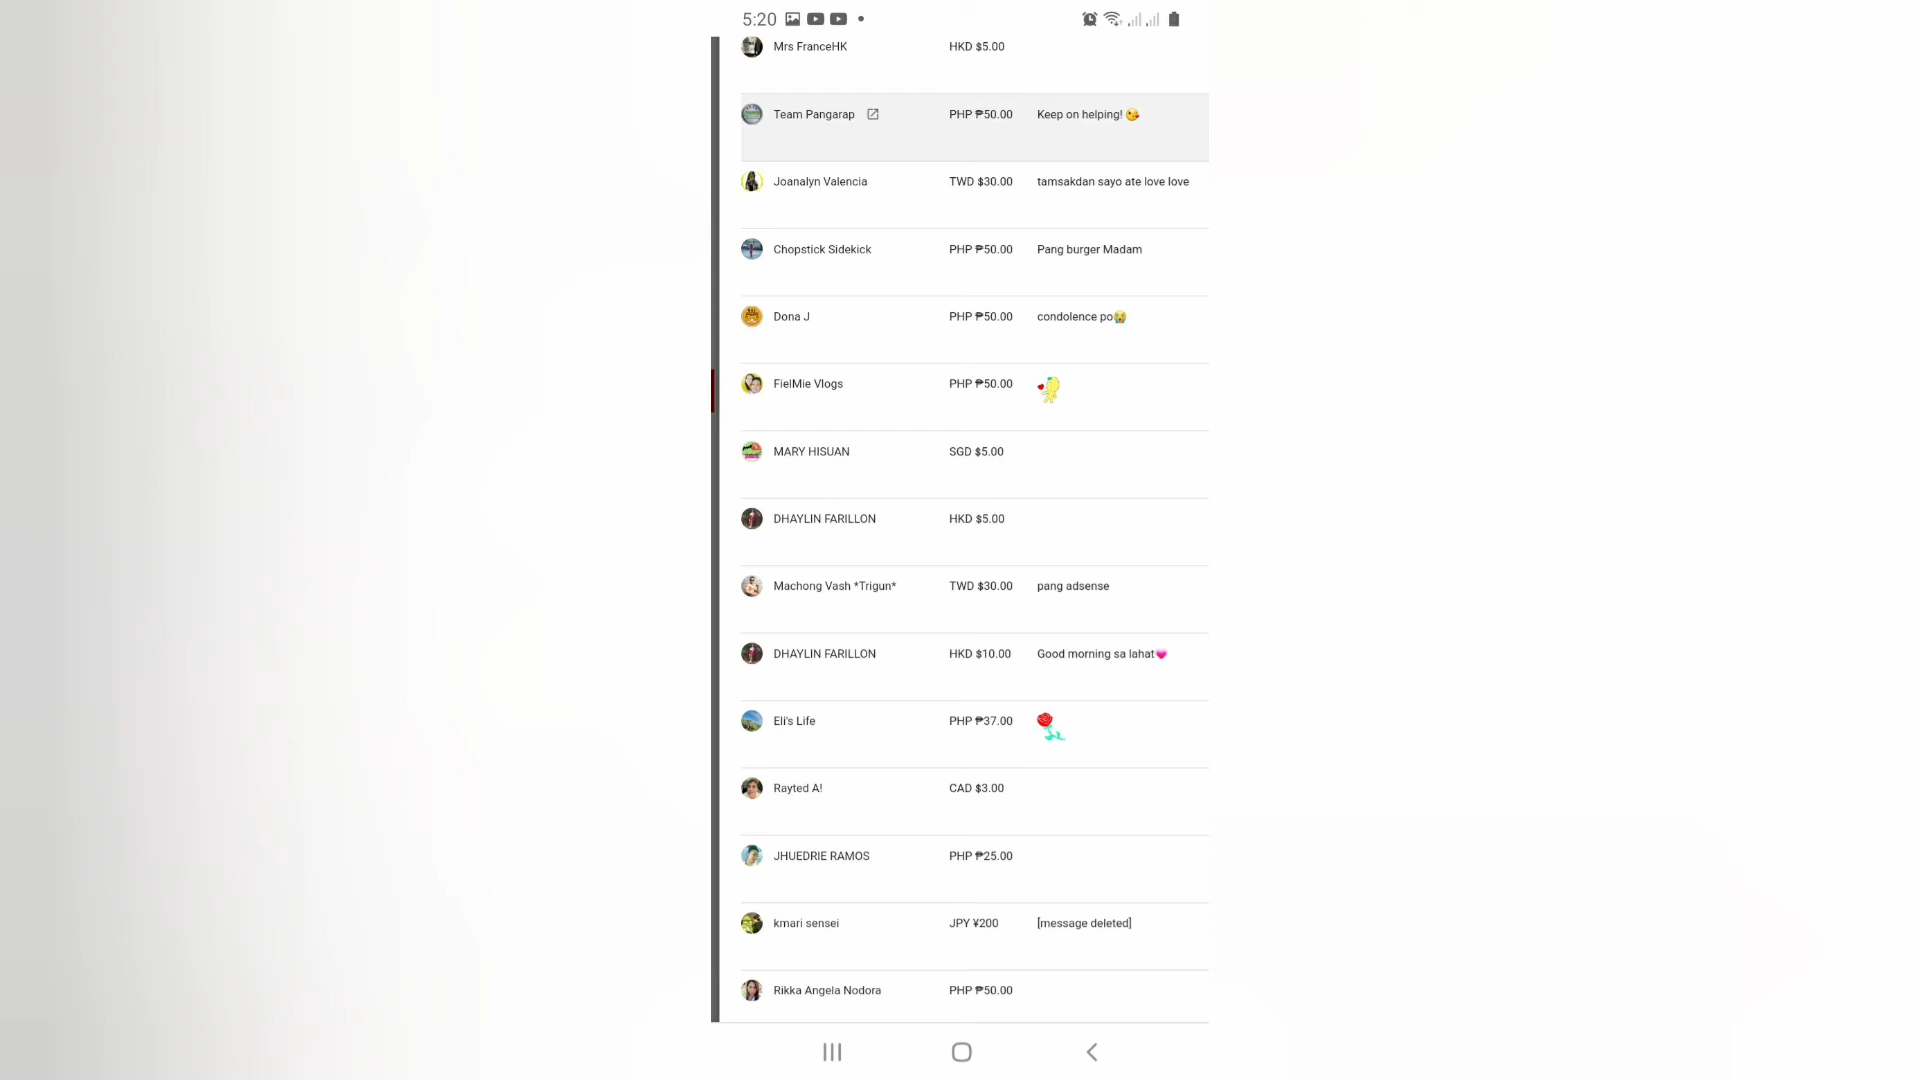 5:20
Mrs FranceHK HKD $5.00
Team Pangarap PHP ₱50.00 Keep on helping! 😘
Joanalyn Valencia TWD $30.00 tamsakdan sayo ate love love
Chopstick Sidekick PHP ₱50.00 Pang burger Madam
Dona J PHP ₱50.00 condolence po😭
FielMie Vlogs PHP ₱50.00
MARY HISUAN SGD $5.00
DHAYLIN FARILLON HKD $5.00
Machong Vash *Trigun* TWD $30.00 pang adsense
DHAYLIN FARILLON HKD $10.00 Good morning sa lahat💗
Eli's Life PHP ₱37.00
Rayted A! CAD $3.00
JHUEDRIE RAMOS PHP ₱25.00
kmari sensei JPY ¥200 [message deleted]
Rikka Angela Nodora PHP ₱50.00